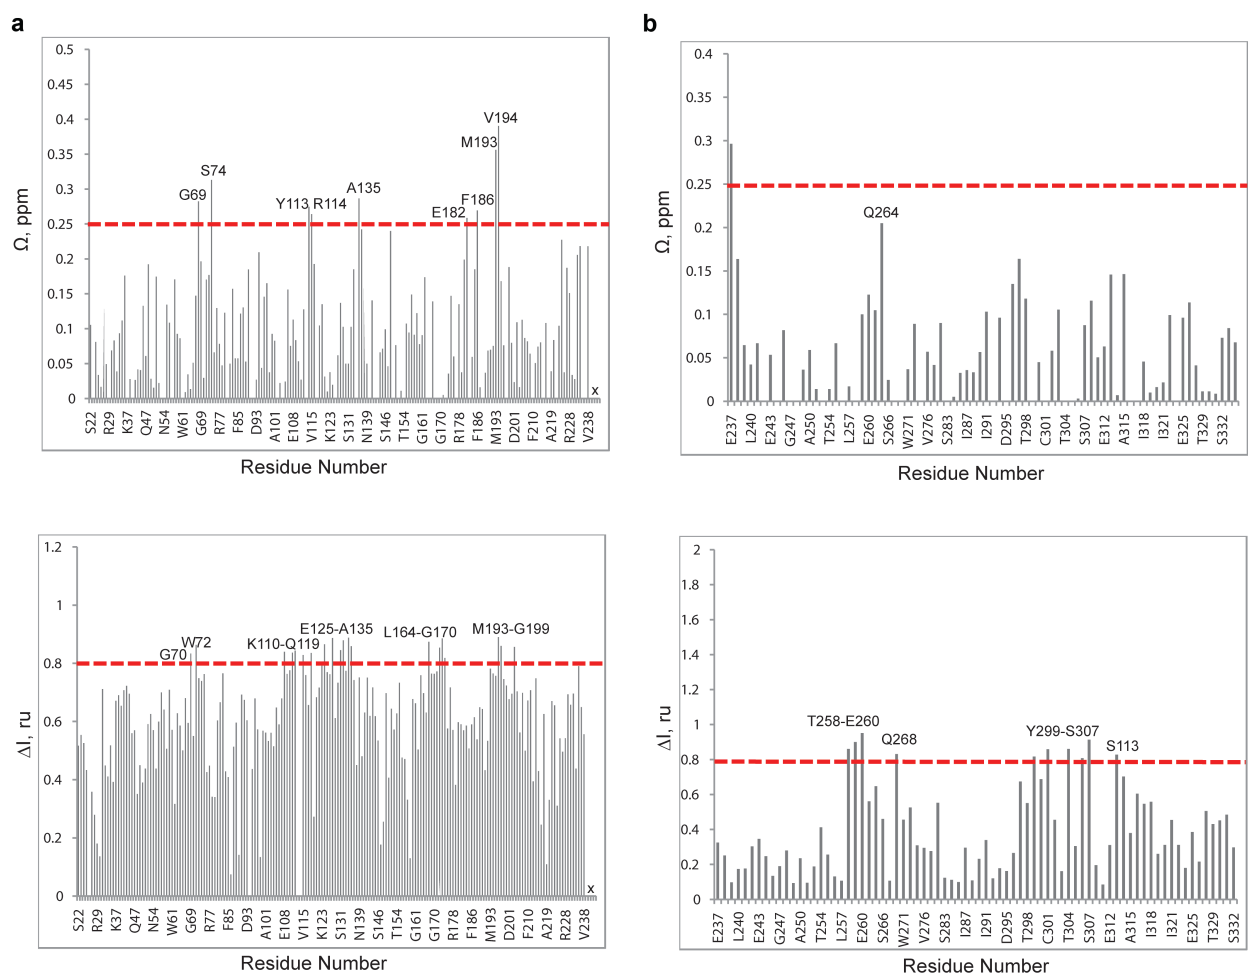 a
0.5
0.45
0.4
0.35
0.3
0.25
0.2
0.15
0.1
0.05
0
Ω, ppm
V194
M193
S74
G69
A135
Y113 R114
F186
E182
x
S22 R29 K37 Q47 N54 W61 G69 R77 F85 D93 A101 E108 V115 K123 S131 N139 S146 T154 G161 G170 R178 F186 M193 D201 F210 A219 R228 V238
Residue Number
b
0.4
0.35
0.3
0.25
0.2
0.15
0.1
0.05
0
Ω, ppm
Q264
E237 L240 E243 G247 A250 T254 L257 E260 S266 W271 V276 S283 I287 I291 D295 T298 C301 T304 S307 E312 A315 I318 I321 E325 T329 S332
Residue Number
1.2
1
0.8
0.6
0.4
0.2
0
ΔI, ru
G70
W72
K110-Q119
E125-A135
L164-G170
M193-G199
x
S22 R29 K37 Q47 N54 W61 G69 R77 F85 D93 A101 E108 V115 K123 S131 N139 S146 T154 G161 G170 R178 F186 M193 D201 F210 A219 R228 V238
Residue Number
2
1.8
1.6
1.4
1.2
1
0.8
0.6
0.4
0.2
0
ΔI, ru
T258-E260
Q268
Y299-S307
S113
E237 L240 E243 G247 A250 T254 L257 E260 S266 W271 V276 S283 I287 I291 D295 T298 C301 T304 S307 E312 A315 I318 I321 E325 T329 S332
Residue Number